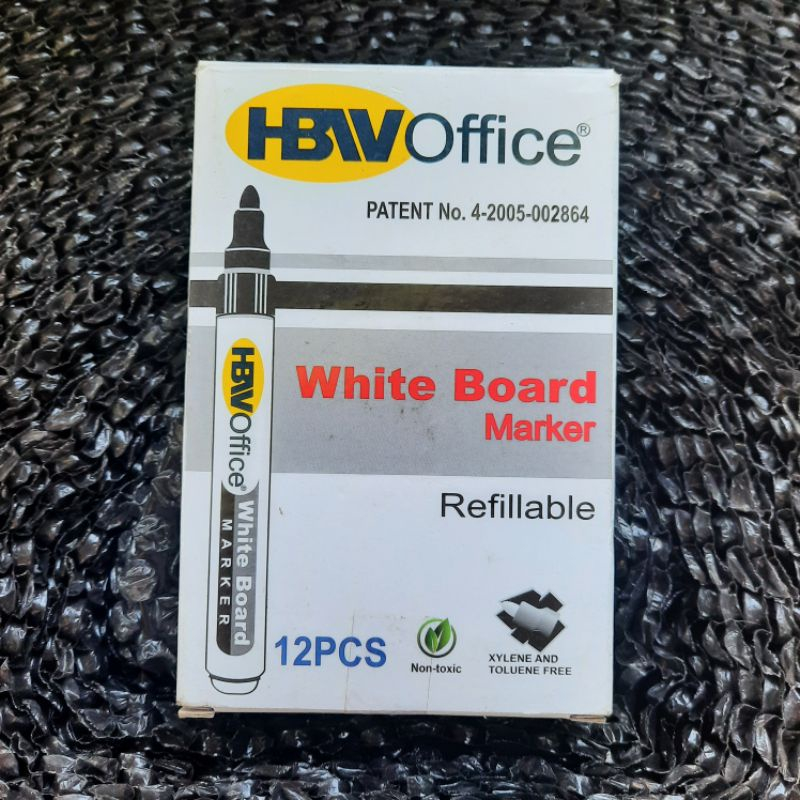 HBWOffice®
PATENT No. 4-2005-002864
White Board
Marker
Refillable
HBWOffice®
White Board
MARKER
12PCS
Non-toxic
XYLENE AND
TOLUENE FREE